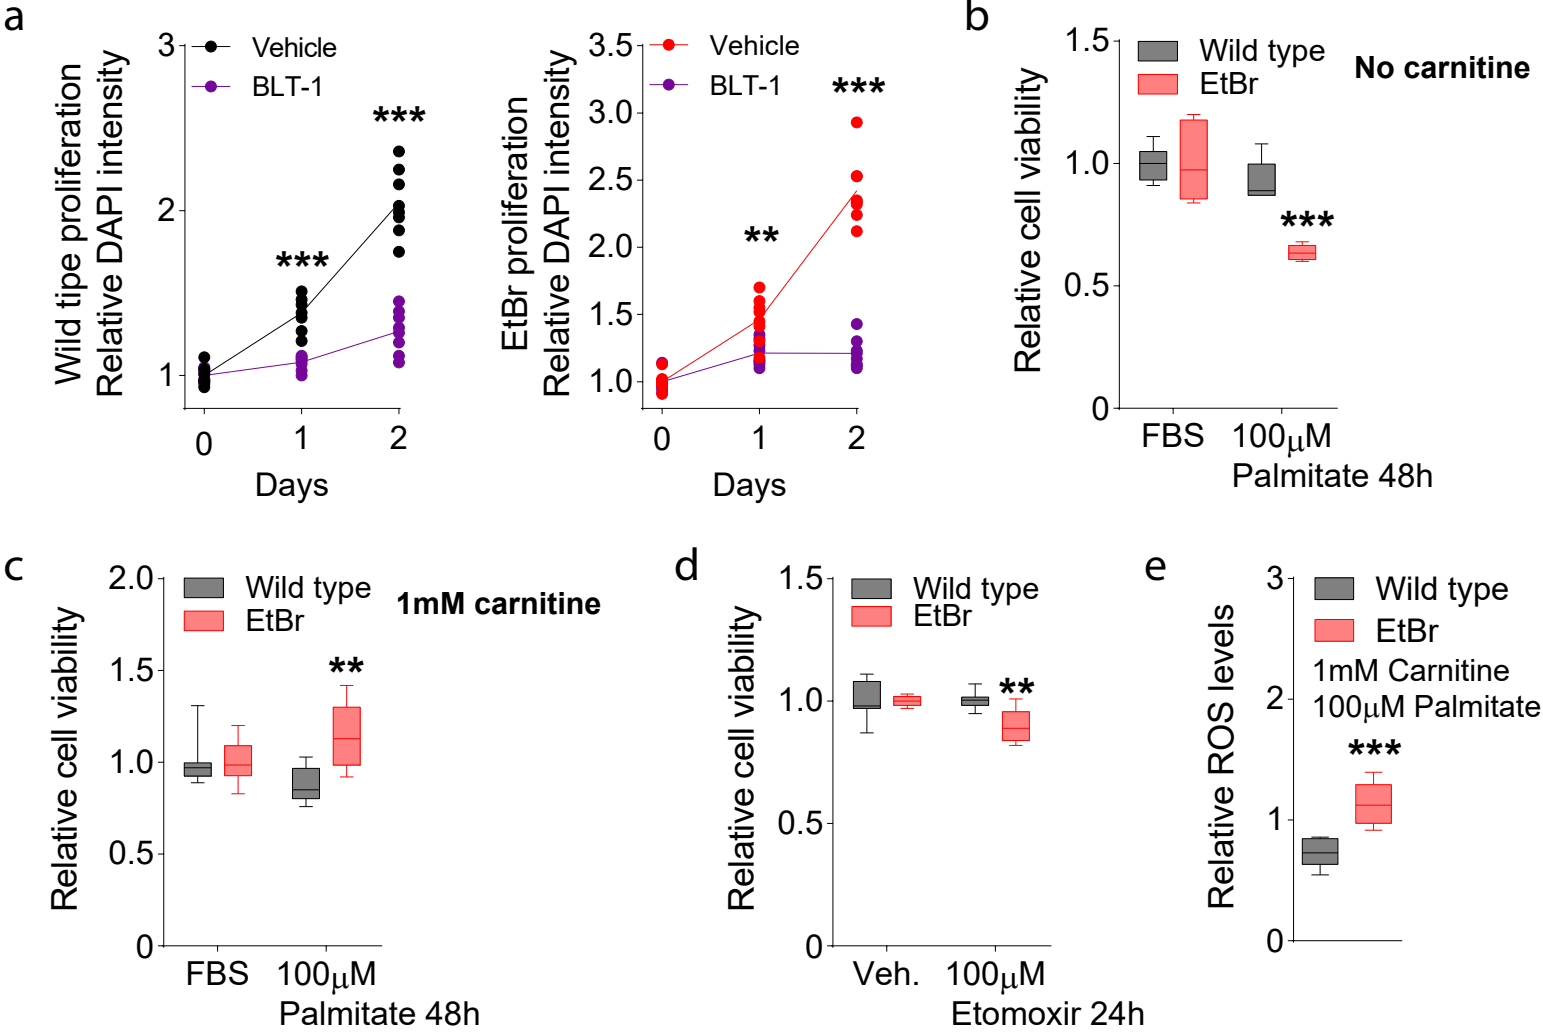 a
Wild tipe proliferation
Relative DAPI intensity
3
2
1
Vehicle
BLT-1
***
***
0 1 2
Days
EtBr proliferation
Relative DAPI intensity
3.5
3.0
2.5
2.0
1.5
1.0
Vehicle
BLT-1
**
***
0 1 2
Days
b
Relative cell viability
1.5
1.0
0.5
0
Wild type
EtBr
No carnitine
***
FBS 100μM
Palmitate 48h
c
Relative cell viability
2.0
1.5
1.0
0.5
0
Wild type
EtBr
1mM carnitine
**
FBS 100μM
Palmitate 48h
d
Relative cell viability
1.5
1.0
0.5
0
Wild type
EtBr
**
Veh. 100μM
Etomoxir 24h
e
Relative ROS levels
3
2
1
0
Wild type
EtBr
1mM Carnitine
100μM Palmitate
***